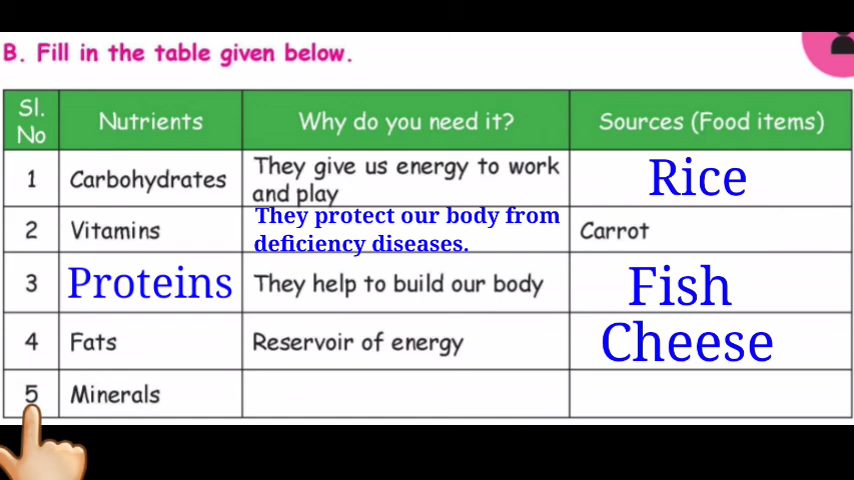 B. Fill in the table given below.
Sl. No
Nutrients
Why do you need it?
Sources (Food items)
1
Carbohydrates
They give us energy to work
and play
Rice
2
Vitamins
They protect our body from
deficiency diseases.
Carrot
3
Proteins
They help to build our body
Fish
4
Fats
Reservoir of energy
Cheese
5
Minerals